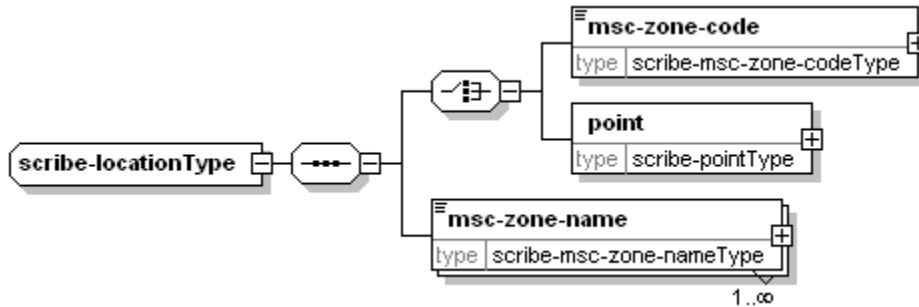 msc-zone-code
type scribe-msc-zone-codeType
point
type scribe-pointType
scribe-locationType
msc-zone-name
type scribe-msc-zone-nameType
1..∞